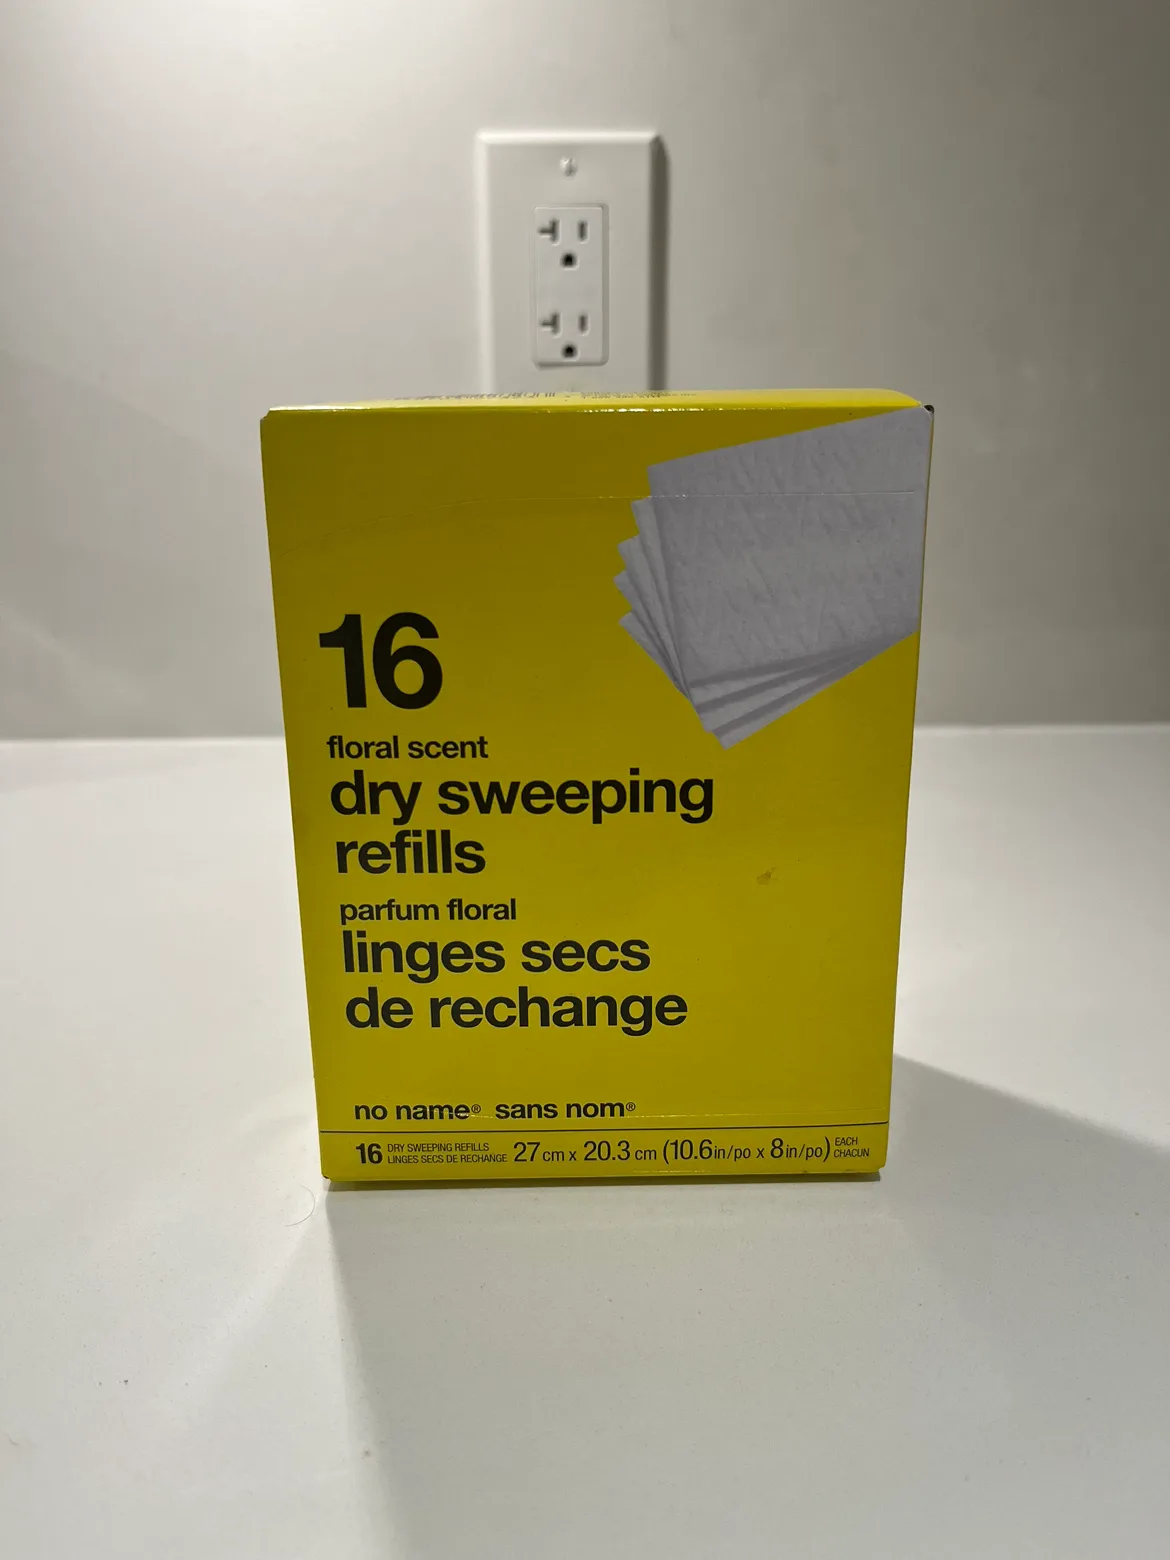 16
floral scent
dry sweeping
refills
parfum floral
linges secs
de rechange
no name® sans nom®
16 DRY SWEEPING REFILLS
LINGES SECS DE RECHANGE
27 cm x 20.3 cm (10.6 in/po x 8 in/po) EACH
CHACUN